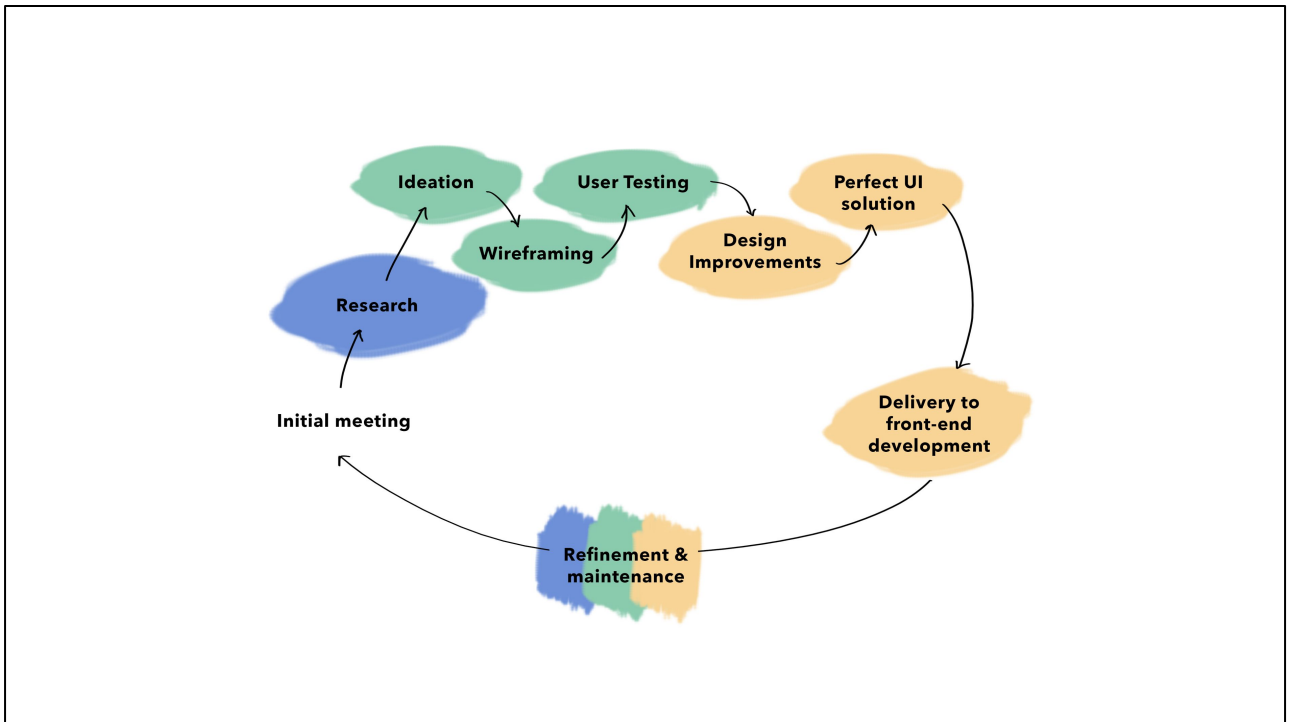 Ideation
User Testing
Perfect UI
solution
Wireframing
Design
Improvements
Research
Initial meeting
Delivery to
front-end
development
Refinement &
maintenance